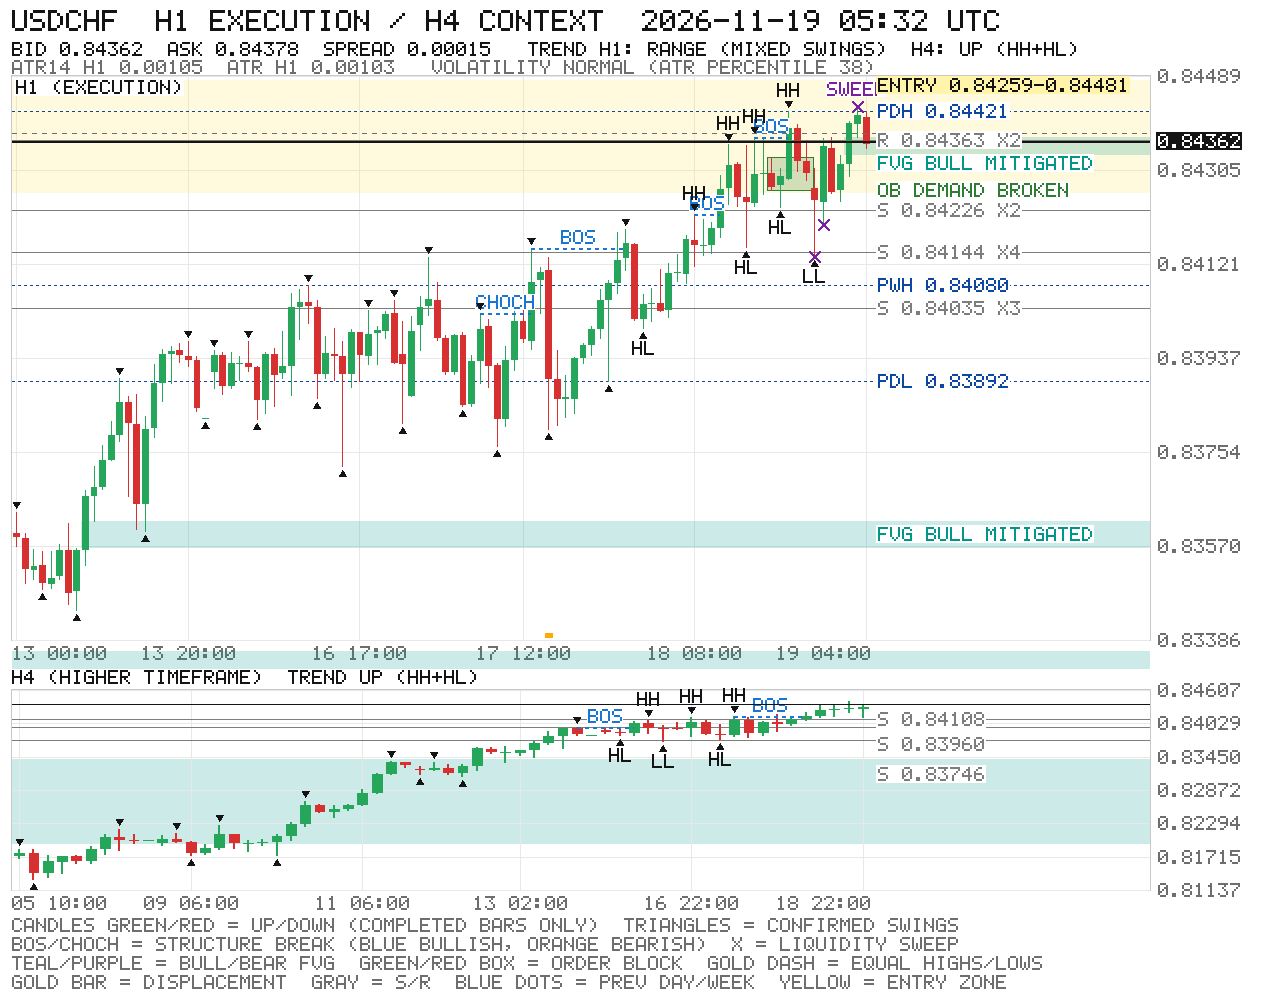 USDCHF  H1 EXECUTION / H4 CONTEXT  2026-11-19 05:32 UTC
BID 0.84362  ASK 0.84378  SPREAD 0.00015   TREND H1: RANGE (MIXED SWINGS)  H4: UP (HH+HL)
ATR14 H1 0.00105  ATR H1 0.00103   VOLATILITY NORMAL (ATR PERCENTILE 38)
H1 (EXECUTION)
0.84489
ENTRY 0.84259-0.84481
HH
PDH 0.84421
HH
HH
BOS
R 0.84363 X2
0.84362
FVG BULL MITIGATED
0.84305
OB DEMAND BROKEN
HH
BOS
S 0.84226 X2
HL
BOS
S 0.84144 X4
0.84121
HL
LL
PWH 0.84080
CHOCH
S 0.84035 X3
HL
0.83937
PDL 0.83892
0.83754
FVG BULL MITIGATED
0.83570
0.83386
13 00:00  13 20:00  16 17:00  17 12:00  18 08:00  19 04:00
H4 (HIGHER TIMEFRAME)  TREND UP (HH+HL)
0.84607
HH HH HH
BOS BOS
S 0.84108
0.84029
S 0.83960
HL LL HL
0.83450
S 0.83746
0.82872
0.82294
0.81715
0.81137
05 10:00  09 06:00  11 06:00  13 02:00  16 22:00  18 22:00
CANDLES GREEN/RED = UP/DOWN (COMPLETED BARS ONLY)  TRIANGLES = CONFIRMED SWINGS
BOS/CHOCH = STRUCTURE BREAK (BLUE BULLISH, ORANGE BEARISH)  X = LIQUIDITY SWEEP
TEAL/PURPLE = BULL/BEAR FVG  GREEN/RED BOX = ORDER BLOCK  GOLD DASH = EQUAL HIGHS/LOWS
GOLD BAR = DISPLACEMENT  GRAY = S/R  BLUE DOTS = PREV DAY/WEEK  YELLOW = ENTRY ZONE